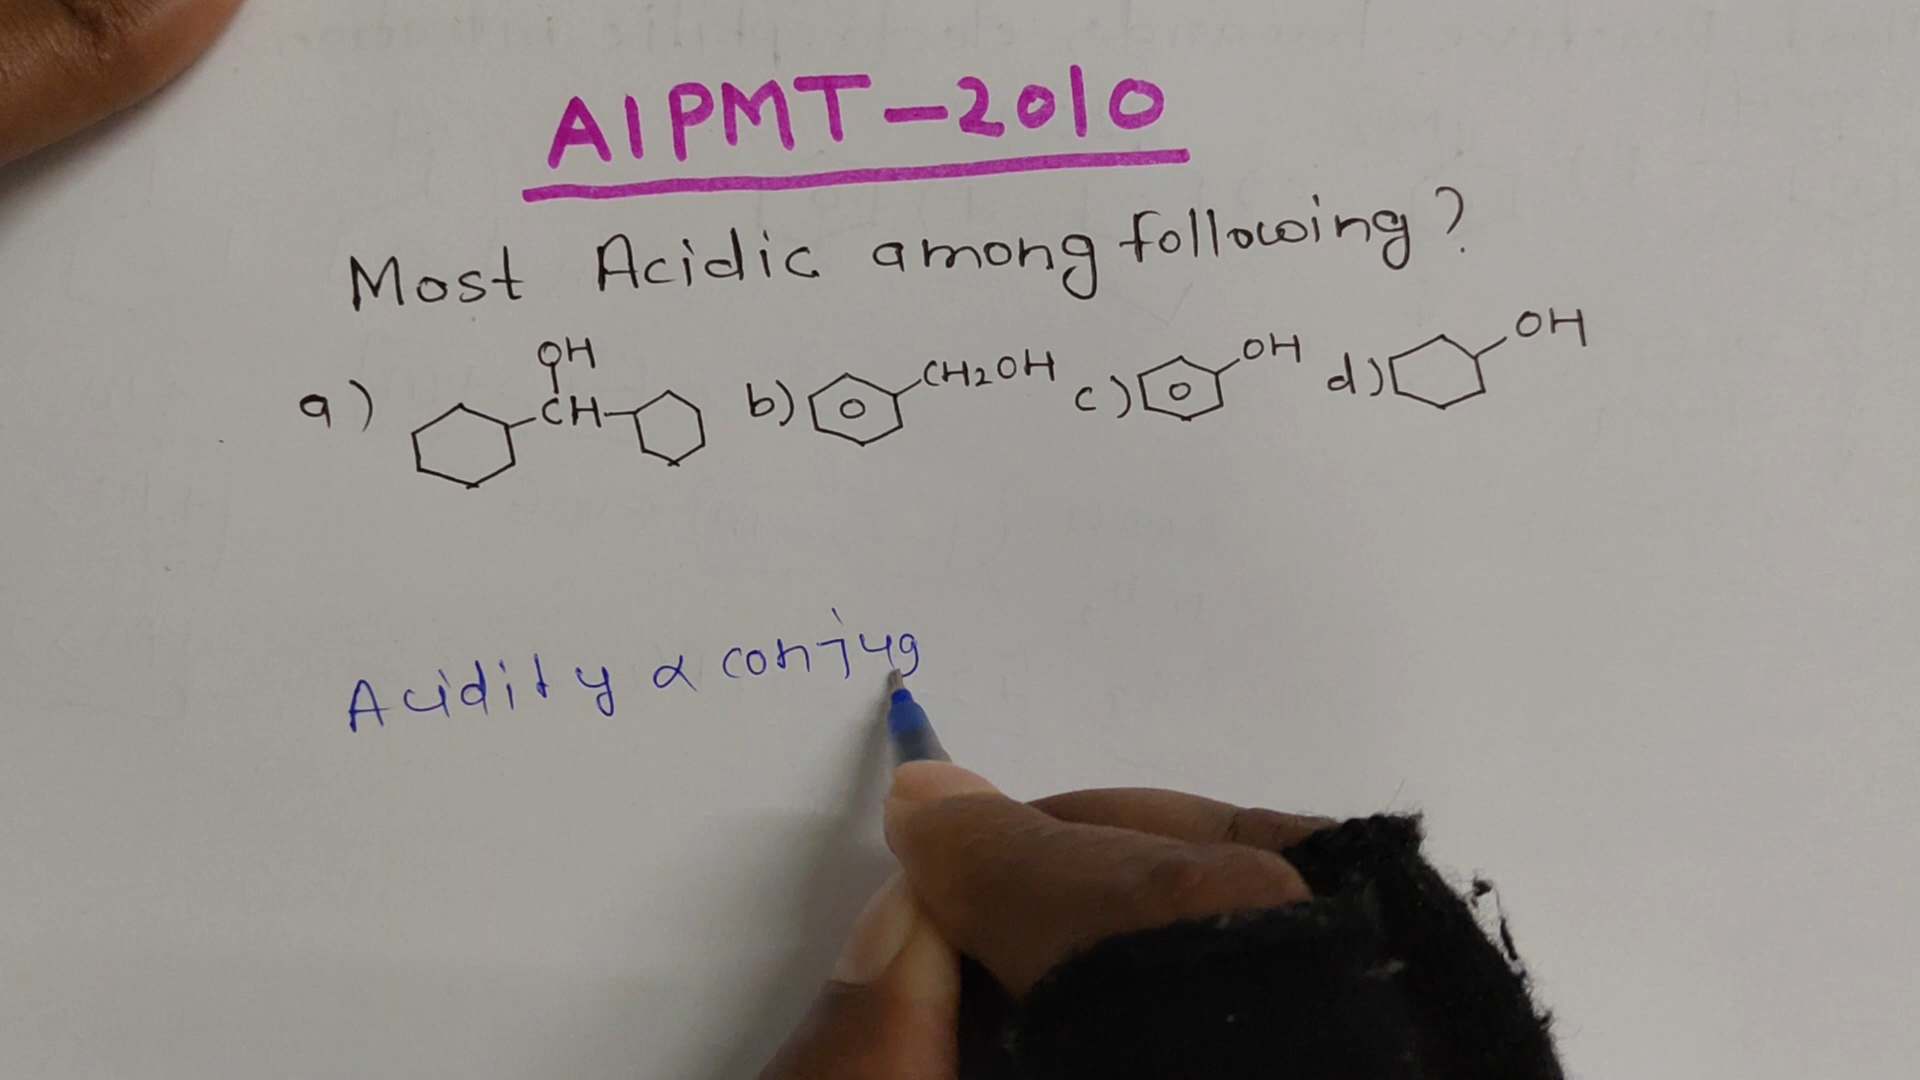 AIPMT-2010
Most Acidic among following?
a) OH CH b) CH2OH c) OH d) OH
Acidity α conjug